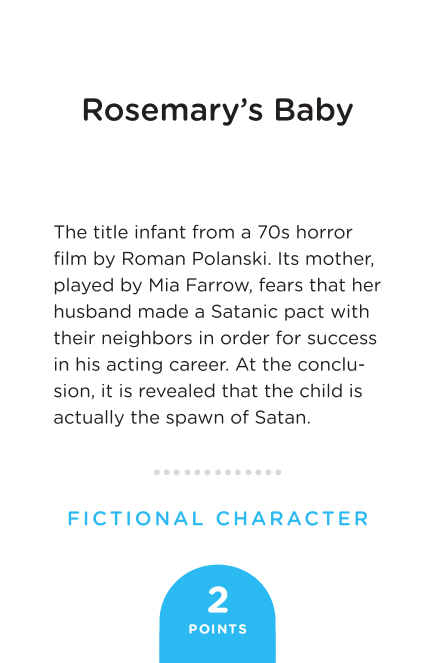 Rosemary’s Baby
The title infant from a 70s horror
film by Roman Polanski. Its mother,
played by Mia Farrow, fears that her
husband made a Satanic pact with
their neighbors in order for success
in his acting career. At the conclu-
sion, it is revealed that the child is
actually the spawn of Satan.
FICTIONAL CHARACTER
2
POINTS